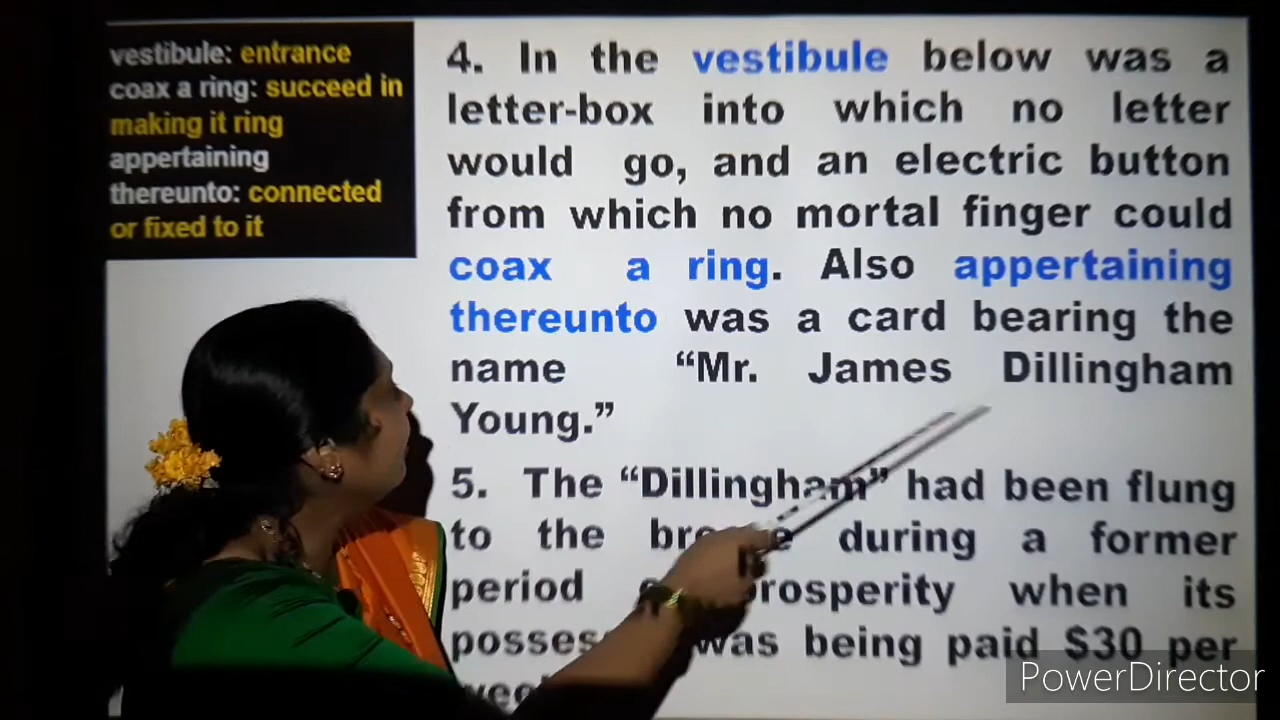 vestibule: entrance
coax a ring: succeed in
making it ring
appertaining
thereunto: connected
or fixed to it
4. In the vestibule below was a
letter-box into which no letter
would go, and an electric button
from which no mortal finger could
coax a ring. Also appertaining
thereunto was a card bearing the
name “Mr. James Dillingham
Young.”
5. The “Dillingham” had been flung
to the during a former
period prosperity when its
was being paid $30 per
PowerDirector